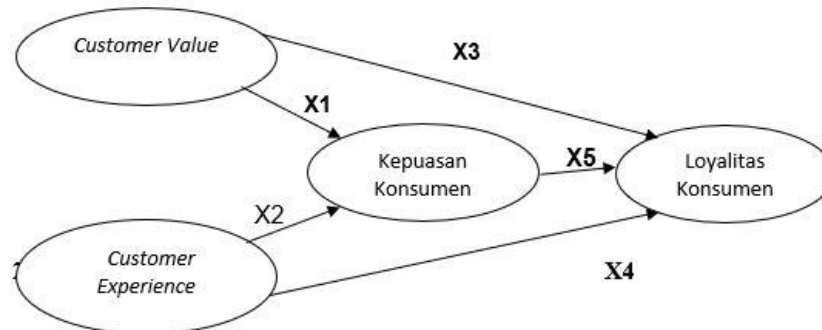 Customer Value
X3
X1
Kepuasan
Konsumen
X5
Loyalitas
Konsumen
X2
Customer
Experience
X4